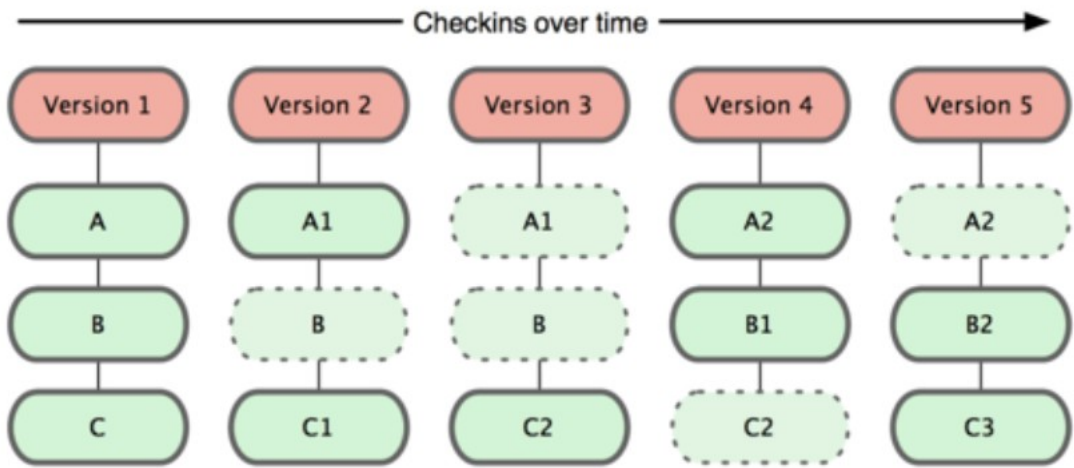 Checkins over time
Version 1 Version 2 Version 3 Version 4 Version 5
A A1 A1 A2 A2
B B B B1 B2
C C1 C2 C2 C3